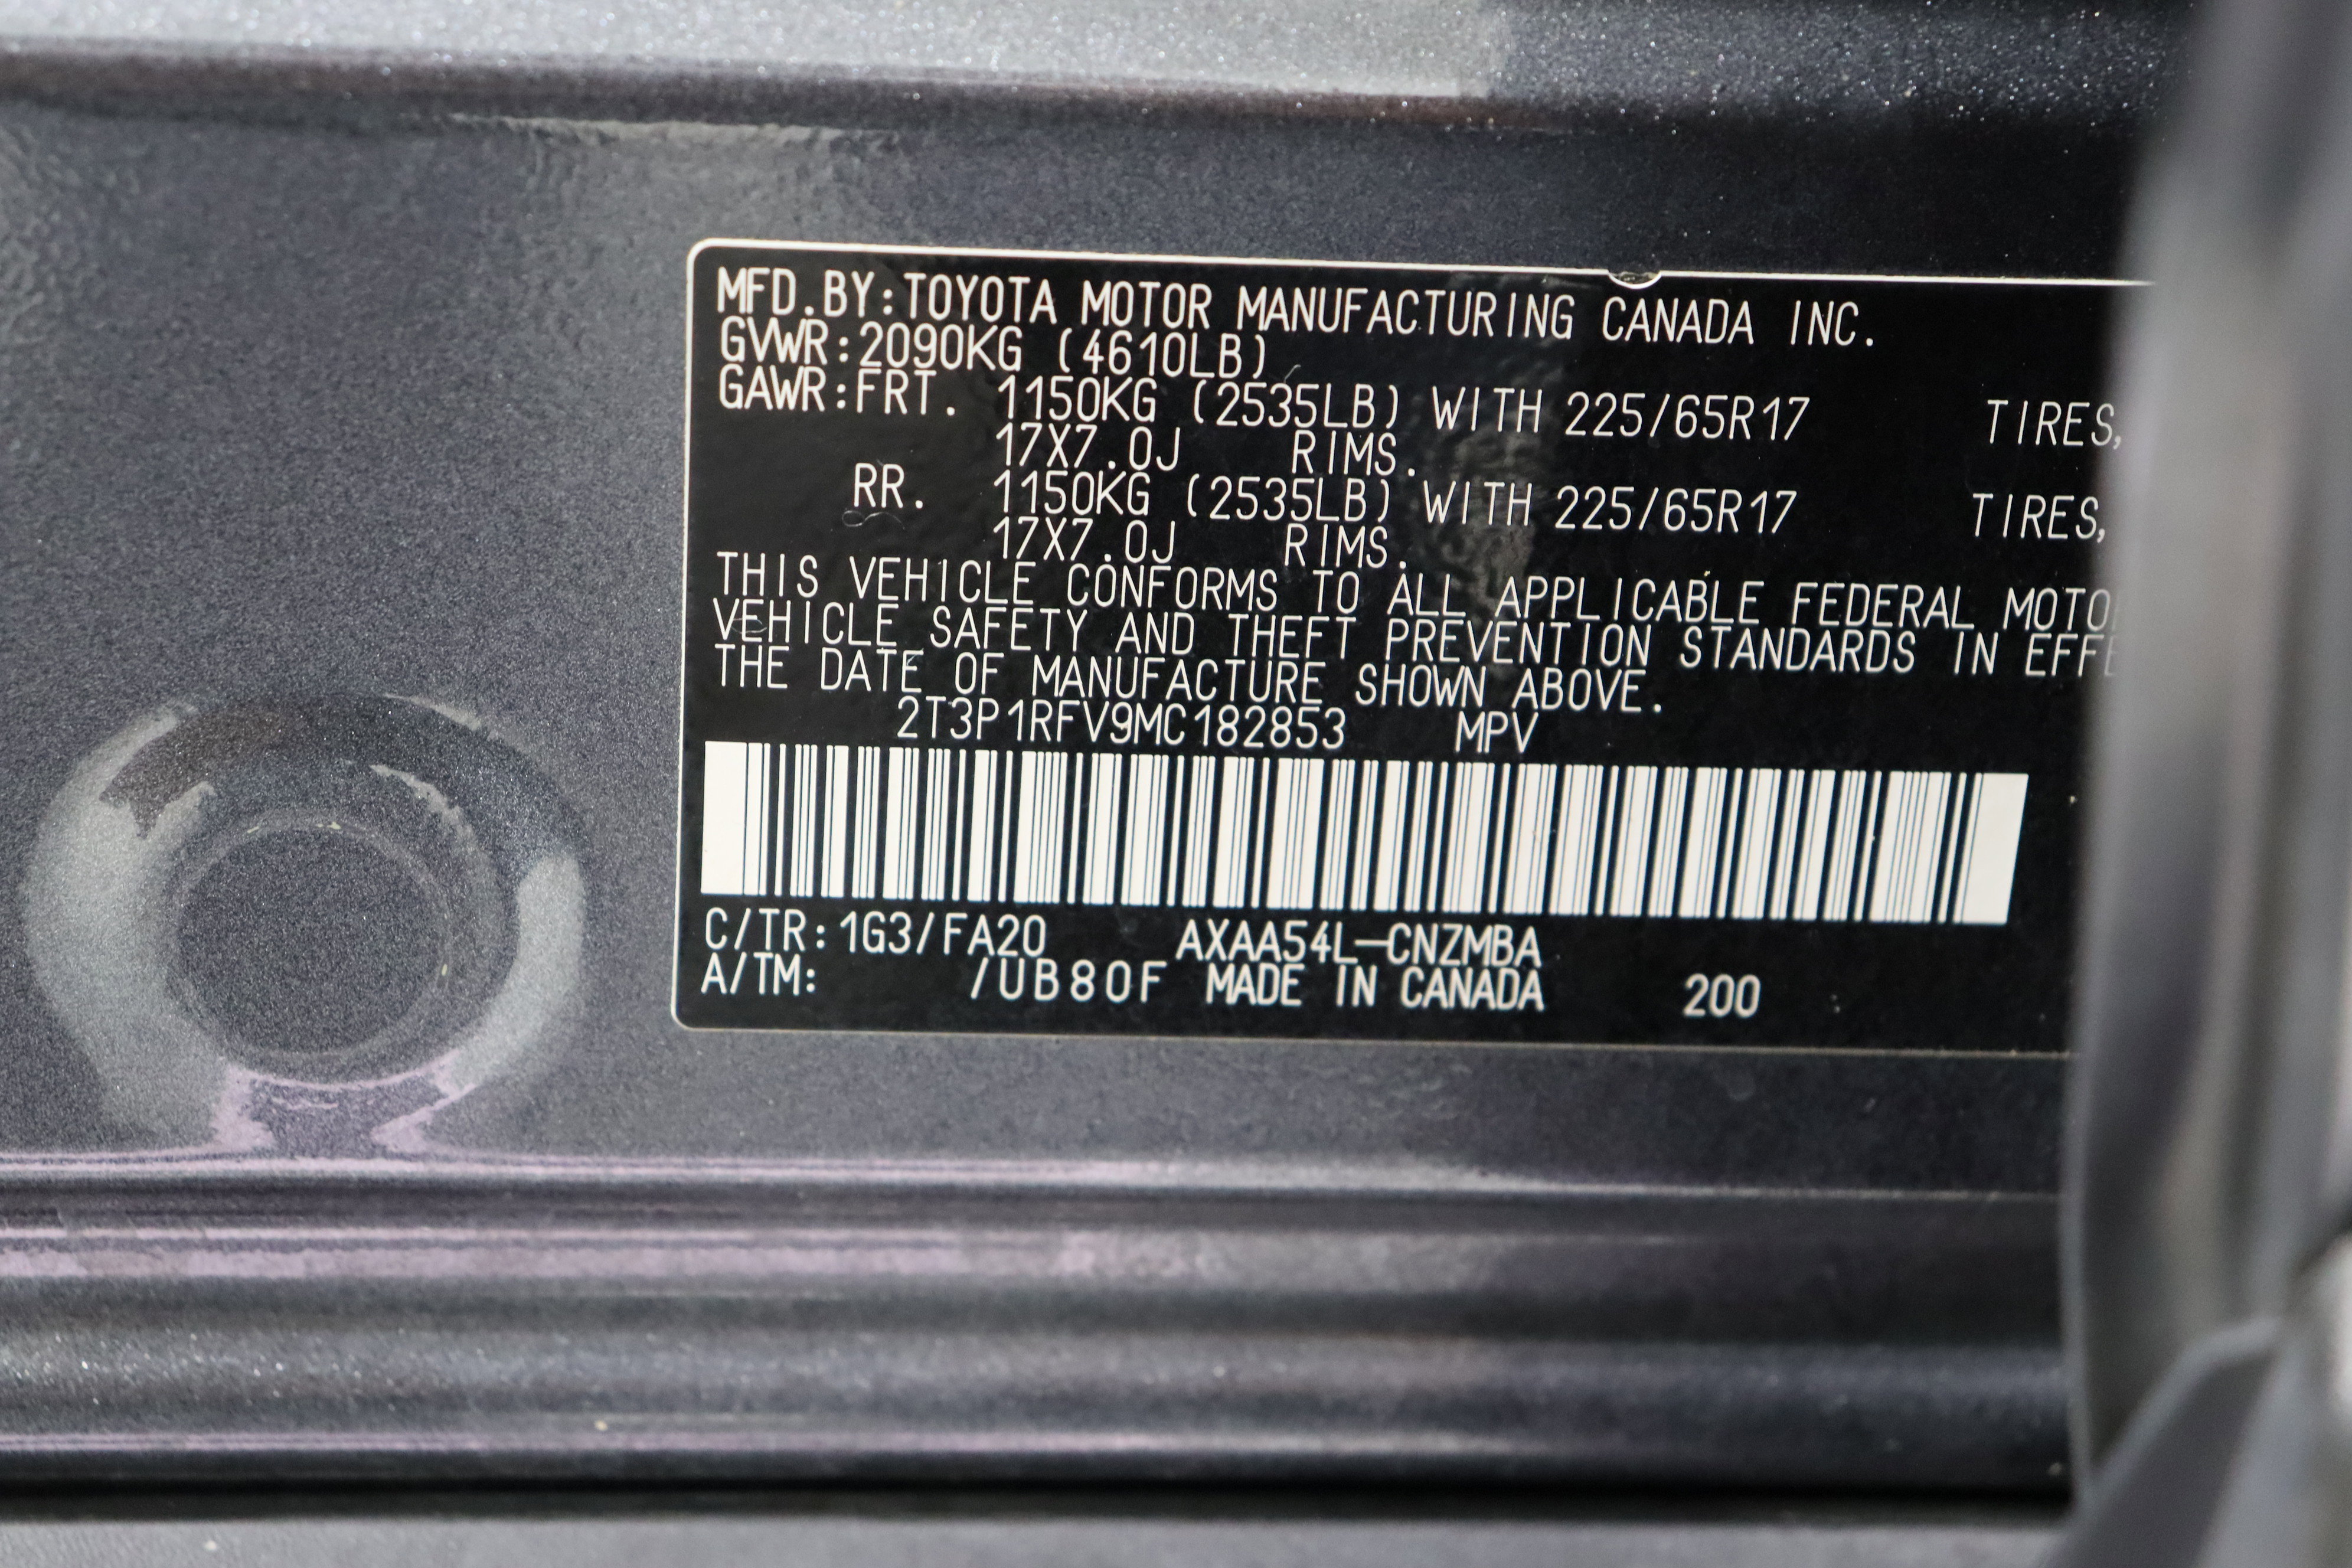 MFD.BY:TOYOTA MOTOR MANUFACTURING CANADA INC.
GVWR:2090KG (4610LB)
GAWR:FRT. 1150KG (2535LB) WITH 225/65R17 TIRES,
17X7.0J RIMS.
RR. 1150KG (2535LB) WITH 225/65R17 TIRES,
17X7.0J RIMS.
THIS VEHICLE CONFORMS TO ALL APPLICABLE FEDERAL MOTO
VEHICLE SAFETY AND THEFT PREVENTION STANDARDS IN EFFE
THE DATE OF MANUFACTURE SHOWN ABOVE.
2T3P1RFV9MC182853 MPV
C/TR:1G3/FA20 AXAA54L-CNZMBA
A/TM: /UB80F MADE IN CANADA 200